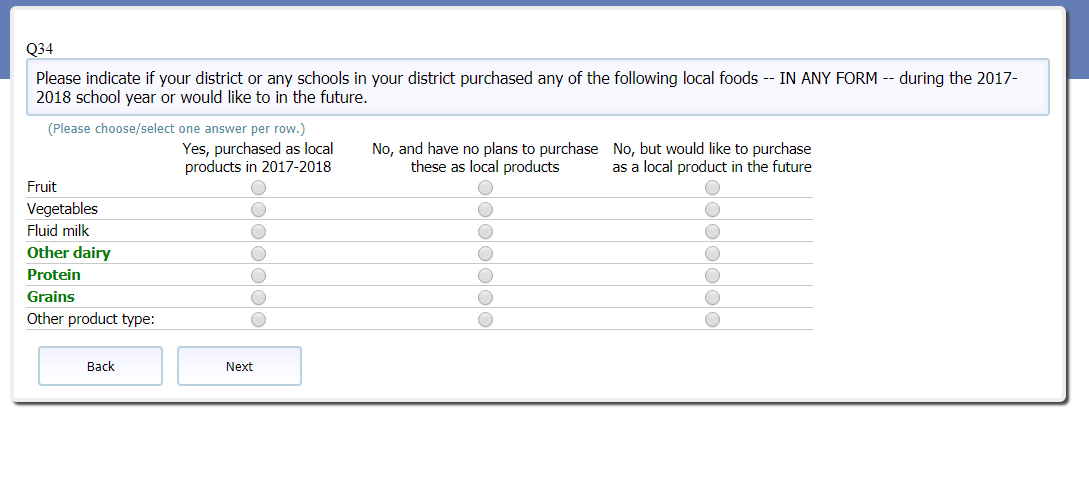 Q34
Please indicate if your district or any schools in your district purchased any of the following local foods -- IN ANY FORM -- during the 2017-
2018 school year or would like to in the future.
(Please choose/select one answer per row.)
Yes, purchased as local No, and have no plans to purchase No, but would like to purchase
products in 2017-2018 these as local products as a local product in the future
Fruit
Vegetables
Fluid milk
Other dairy
Protein
Grains
Other product type:
Back Next